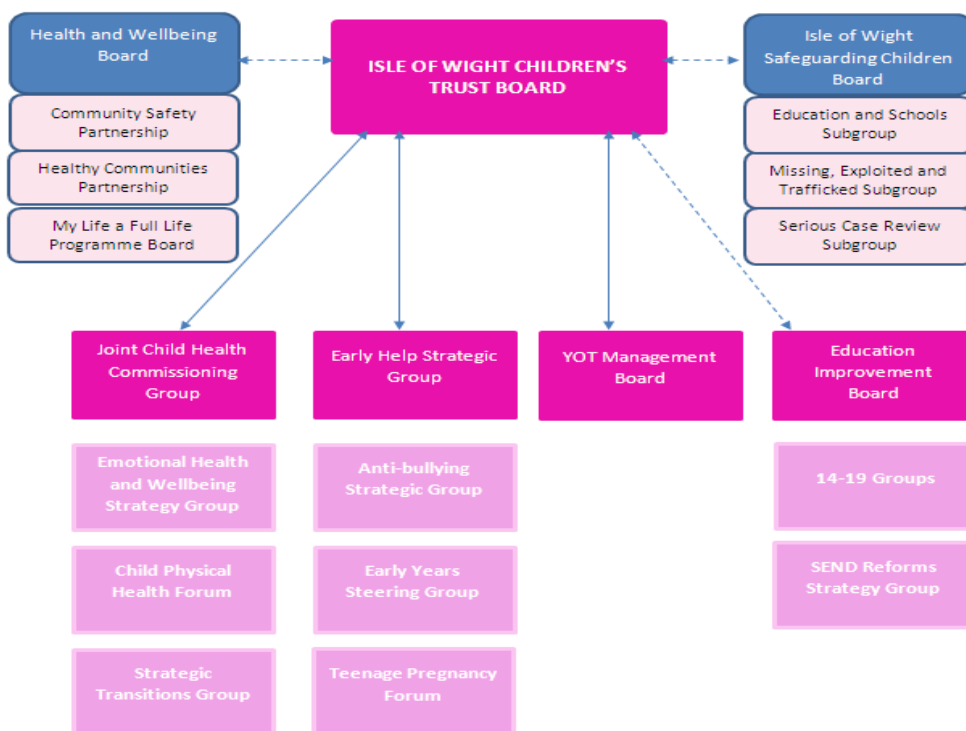 Health and Wellbeing
Board
Community Safety
Partnership
Healthy Communities
Partnership
My Life a Full Life
Programme Board
ISLE OF WIGHT CHILDREN'S
TRUST BOARD
Isle of Wight
Safeguarding Children
Board
Education and Schools
Subgroup
Missing, Exploited and
Trafficked Subgroup
Serious Case Review
Subgroup
Joint Child Health
Commissioning
Group
Early Help Strategic
Group
YOT Management
Board
Education
Improvement
Board
Emotional Health
and Wellbeing
Strategy Group
Child Physical
Health Forum
Strategic
Transitions Group
Anti-bullying
Strategic Group
Early Years
Steering Group
Teenage Pregnancy
Forum
14-19 Groups
SEND Reforms
Strategy Group